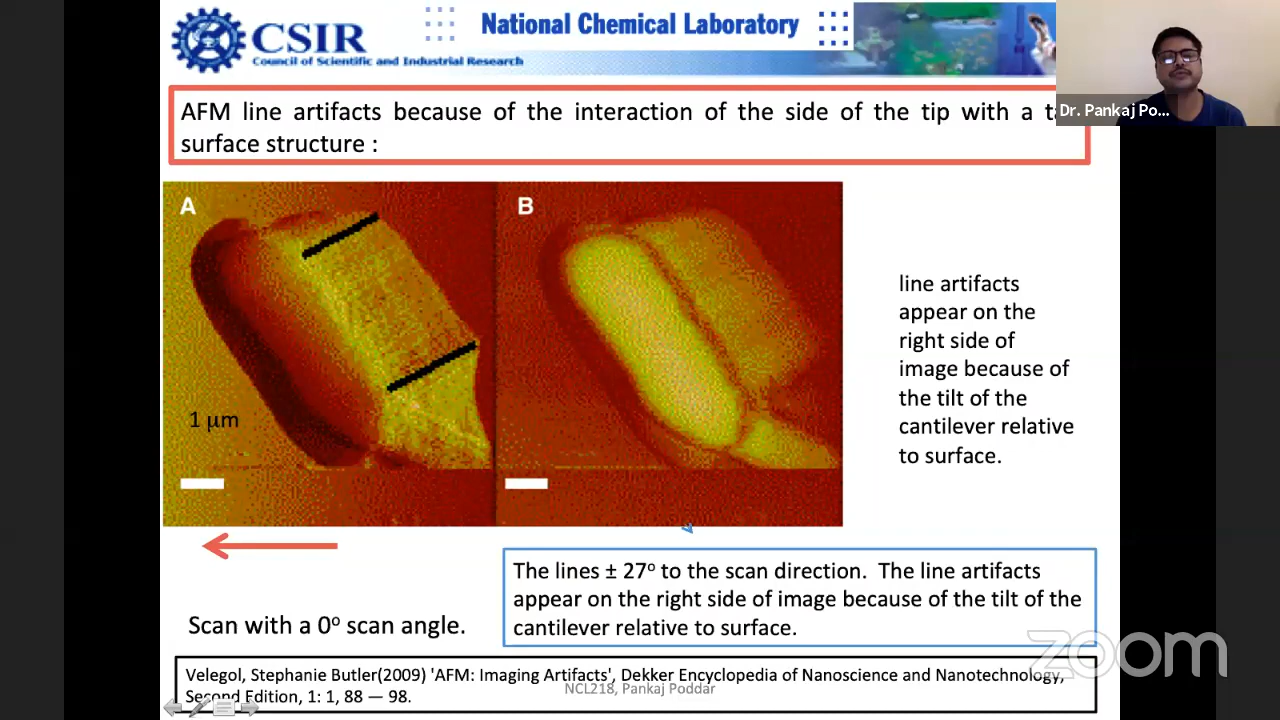 CSIR
Council of Scientific and Industrial Research
National Chemical Laboratory
Dr. Pankaj Po...
AFM line artifacts because of the interaction of the side of the tip with a
surface structure :
A
B
1 μm
line artifacts
appear on the
right side of
image because of
the tilt of the
cantilever relative
to surface.
The lines ± 27° to the scan direction. The line artifacts
appear on the right side of image because of the tilt of the
cantilever relative to surface.
Scan with a 0° scan angle.
zoom
Velegol, Stephanie Butler(2009) 'AFM: Imaging Artifacts', Dekker Encyclopedia of Nanoscience and Nanotechnology,
Second Edition, 1: 1, 88 — 98.
NCL218, Pankaj Poddar